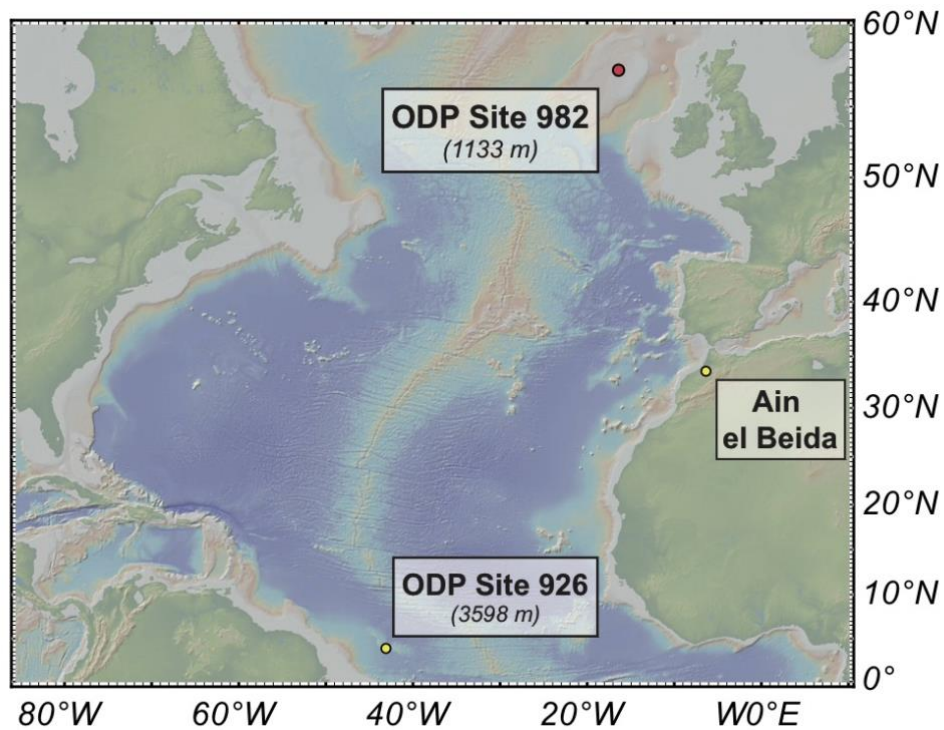 60°N
ODP Site 982
(1133 m)
50°N
40°N
Ain
el Beida
30°N
20°N
ODP Site 926
(3598 m)
10°N
0°
80°W 60°W 40°W 20°W W0°E